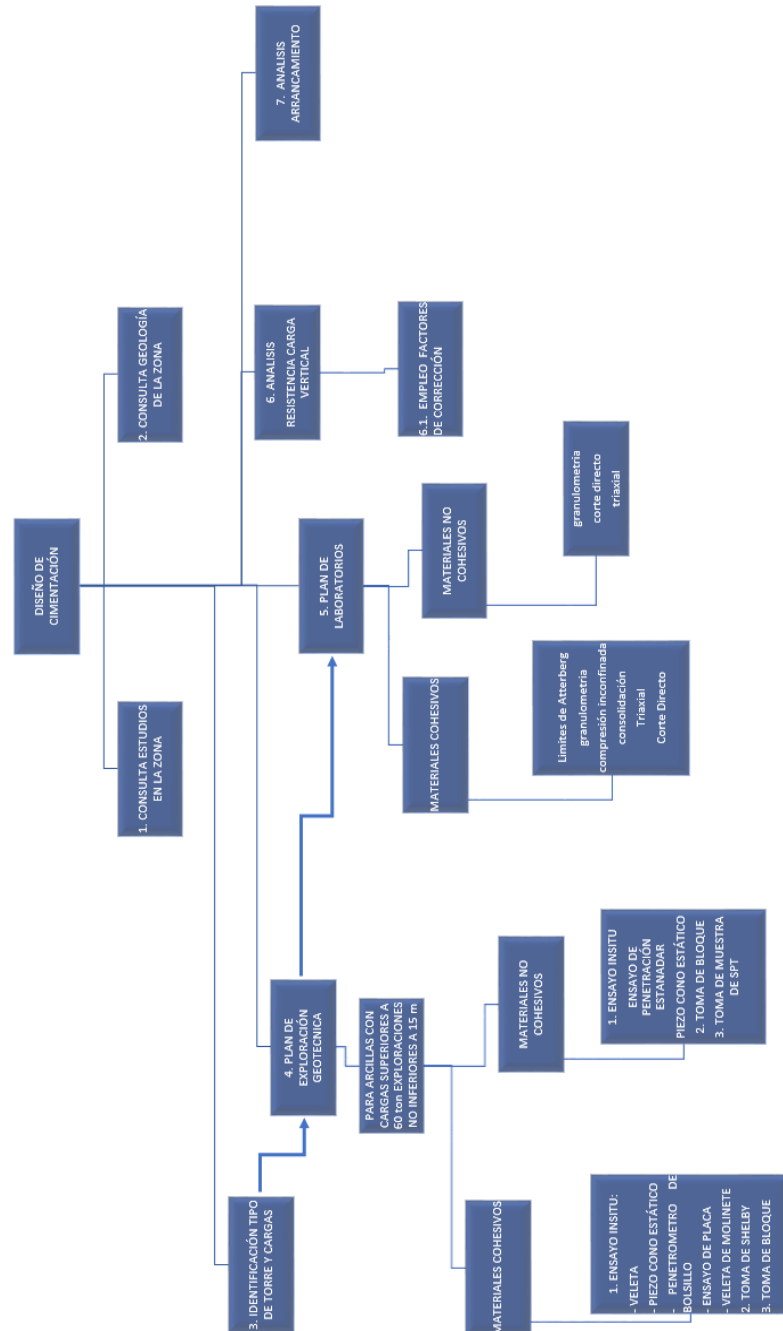 DISEÑO DE
CIMENTACIÓN
1. CONSULTA ESTUDIOS
EN LA ZONA
2. CONSULTA GEOLOGÍA
DE LA ZONA
3. IDENTIFICACIÓN TIPO
DE TORRE Y CARGAS
4. PLAN DE
EXPLORACIÓN
GEOTECNICA
PARA ARCILLAS CON
CARGAS SUPERIORES A
60 ton EXPLORACIONES
NO INFERIORES A 15 m
MATERIALES COHESIVOS
1. ENSAYO INSITU:
- VELETA
- PIEZO CONO ESTÁTICO
- PENETROMETRO DE
BOLSILLO
- ENSAYO DE PLACA
- VELETA DE MOLINETE
2. TOMA DE SHELBY
3. TOMA DE BLOQUE
MATERIALES NO
COHESIVOS
1. ENSAYO INSITU
ENSAYO DE
PENETRACIÓN
ESTANADAR
PIEZO CONO ESTÁTICO
2. TOMA DE BLOQUE
3. TOMA DE MUESTRA
DE SPT
5. PLAN DE
LABORATORIOS
MATERIALES COHESIVOS
Limites de Atterberg
granulometria
compresión inconfinada
consolidación
Triaxial
Corte Directo
MATERIALES NO
COHESIVOS
granulometria
corte directo
triaxial
6. ANALISIS
RESISTENCIA CARGA
VERTICAL
6.1. EMPLEO FACTORES
DE CORRECCIÓN
7. ANALISIS
ARRANCAMIENTO